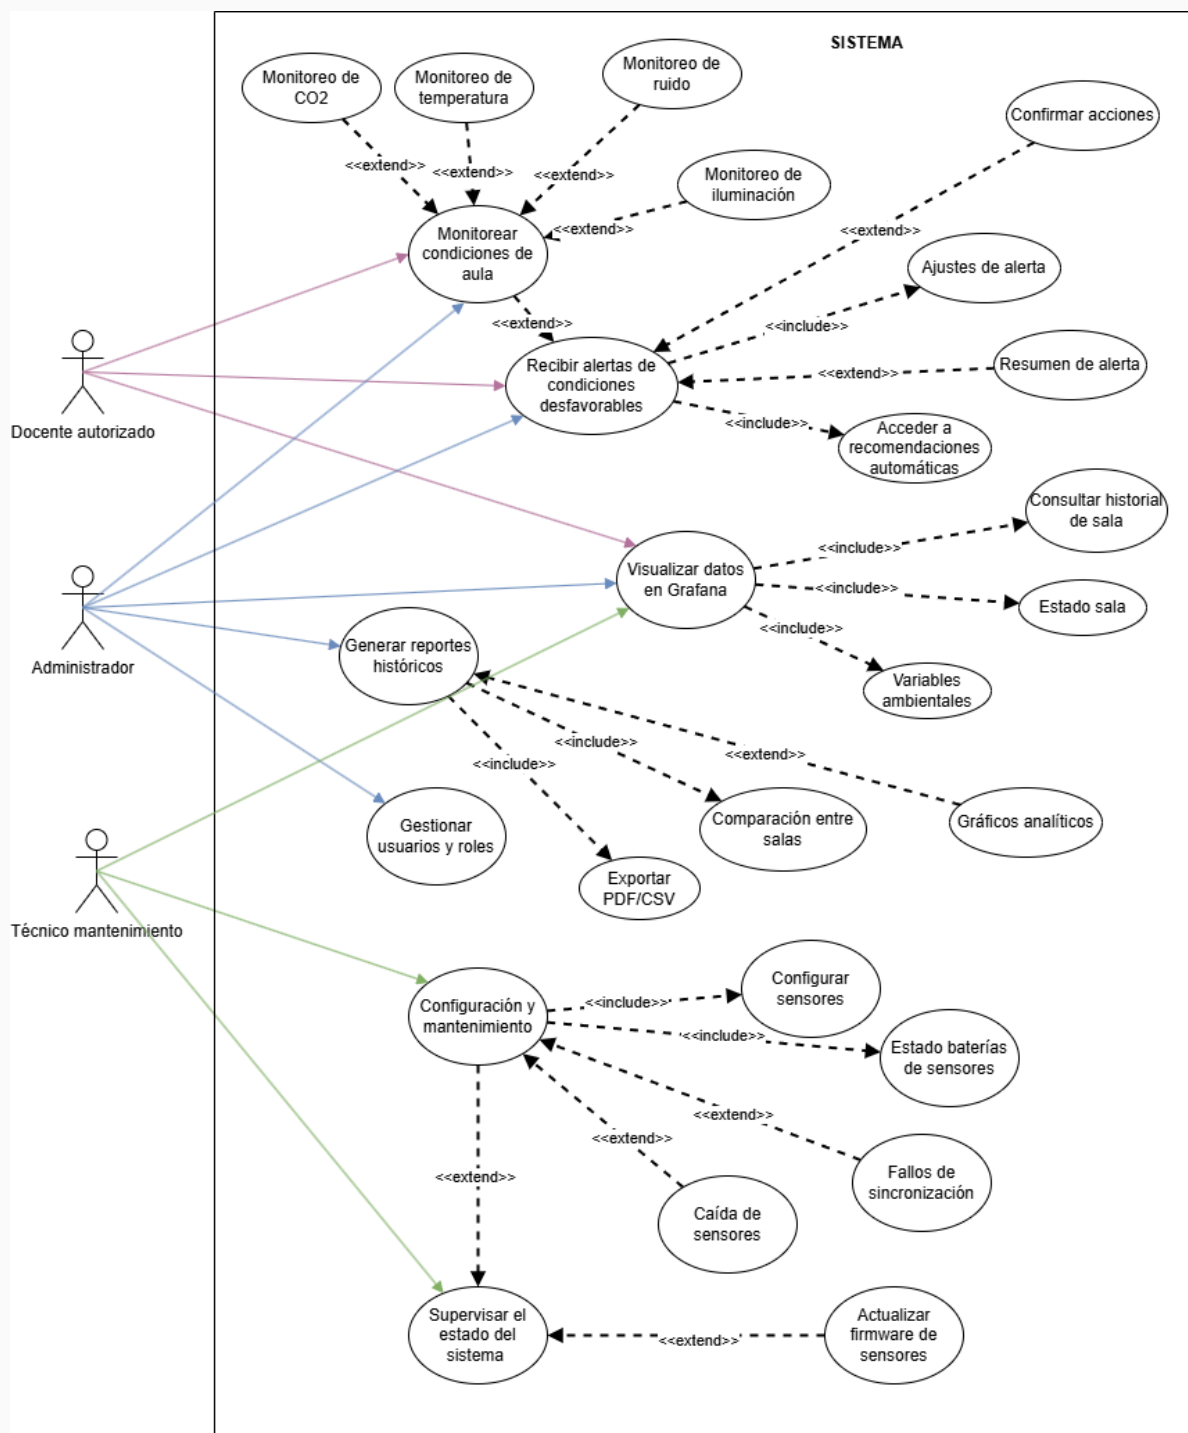 SISTEMA
Monitoreo de
CO2
Monitoreo de
temperatura
Monitoreo de
ruido
Confirmar acciones
<<extend>>
<<extend>>
<<extend>>
Monitoreo de
iluminación
<<extend>>
<<extend>>
Monitorear
condiciones de
aula
Ajustes de alerta
<<extend>>
<<include>>
Docente autorizado
Recibir alertas de
condiciones
desfavorables
<<extend>>
Resumen de alerta
<<include>>
Acceder a
recomendaciones
automáticas
Consultar historial
de sala
<<include>>
Administrador
Visualizar datos
en Grafana
<<include>>
Estado sala
<<include>>
Variables
ambientales
Generar reportes
históricos
<<include>>
<<include>>
<<extend>>
Gestionar
usuarios y roles
Comparación entre
salas
Gráficos analíticos
Exportar
PDF/CSV
Técnico mantenimiento
Configuración y
mantenimiento
<<include>>
Configurar
sensores
<<include>>
Estado baterías
de sensores
<<extend>>
<<extend>>
<<extend>>
Fallos de
sincronización
Caída de
sensores
Supervisar el
estado del
sistema
<<extend>>
Actualizar
firmware de
sensores